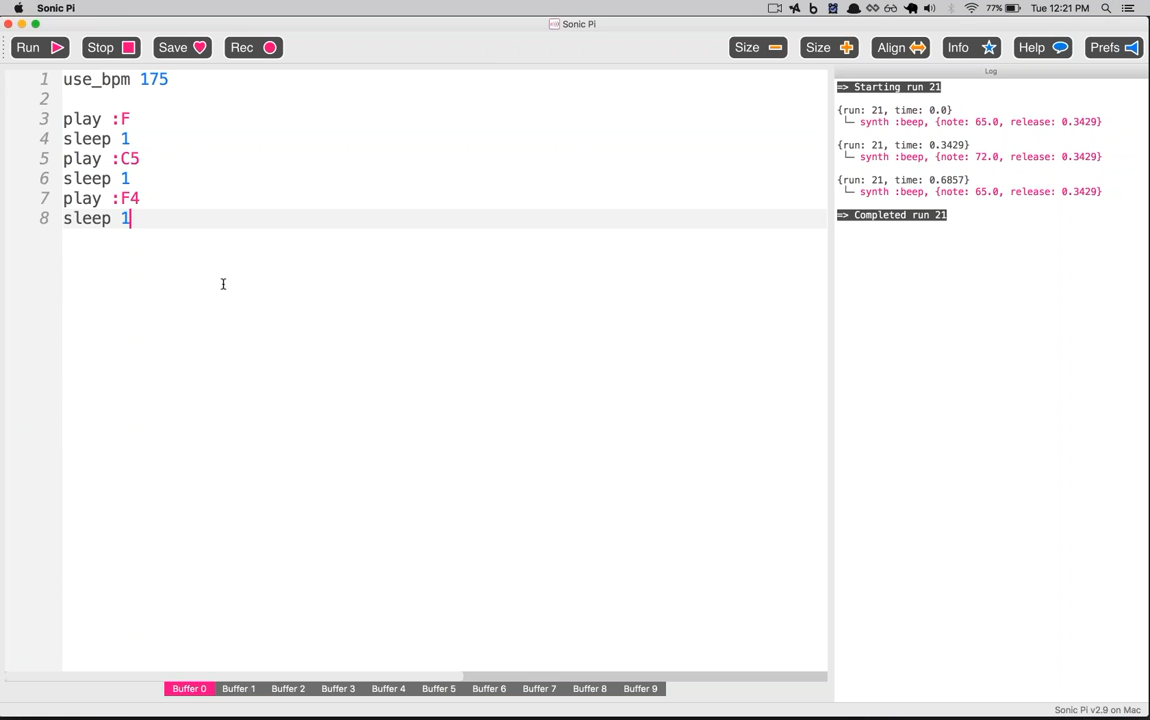 Sonic Pi
77%
Tue 12:21 PM
Sonic Pi
Run
Stop
Save
Rec
Size
Size
Align
Info
Help
Prefs
1 use_bpm 175
2
3 play :F
4 sleep 1
5 play :C5
6 sleep 1
7 play :F4
8 sleep 1
Log
=> Starting run 21
{run: 21, time: 0.0}
└─ synth :beep, {note: 65.0, release: 0.3429}
{run: 21, time: 0.3429}
└─ synth :beep, {note: 72.0, release: 0.3429}
{run: 21, time: 0.6857}
└─ synth :beep, {note: 65.0, release: 0.3429}
=> Completed run 21
Buffer 0
Buffer 1
Buffer 2
Buffer 3
Buffer 4
Buffer 5
Buffer 6
Buffer 7
Buffer 8
Buffer 9
Sonic Pi v2.9 on Mac